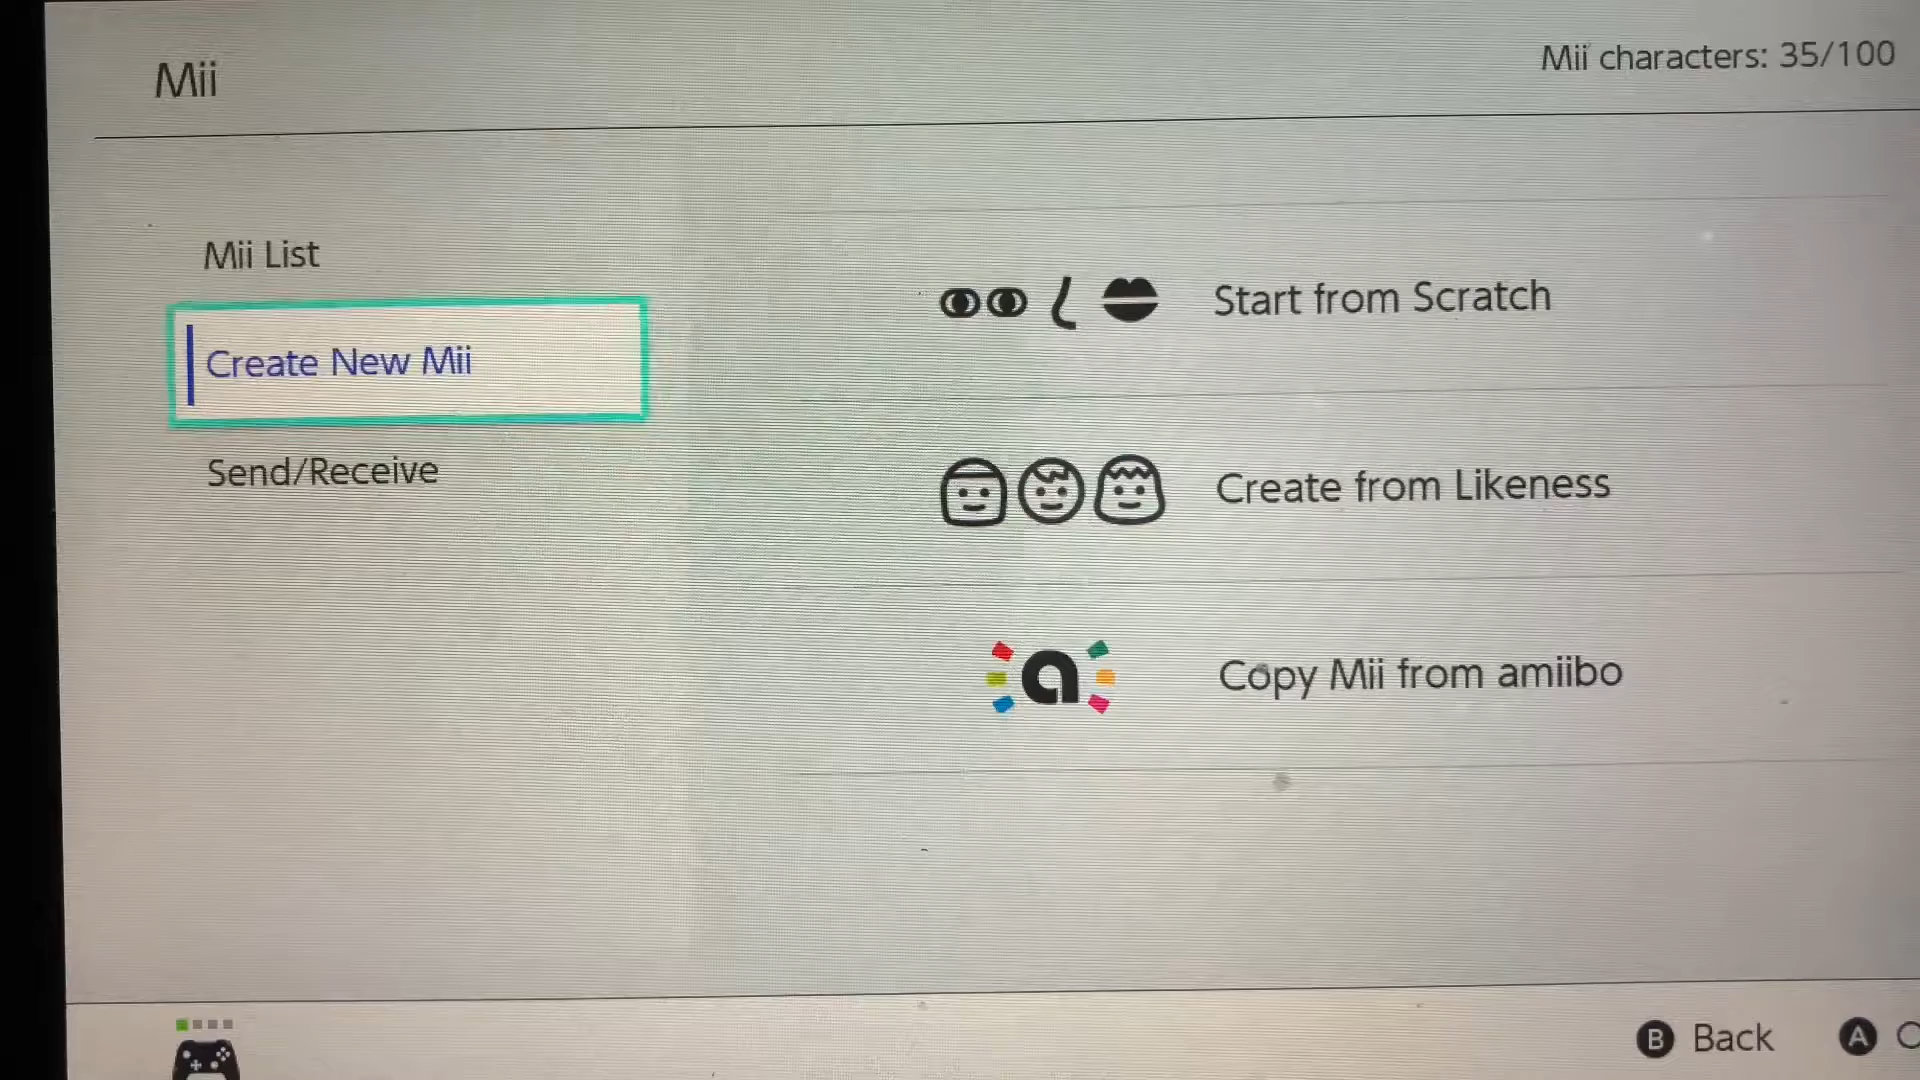 Mii
Mii characters: 35/100
Mii List
Create New Mii
Send/Receive
Start from Scratch
Create from Likeness
a
Copy Mii from amiibo
B Back
A